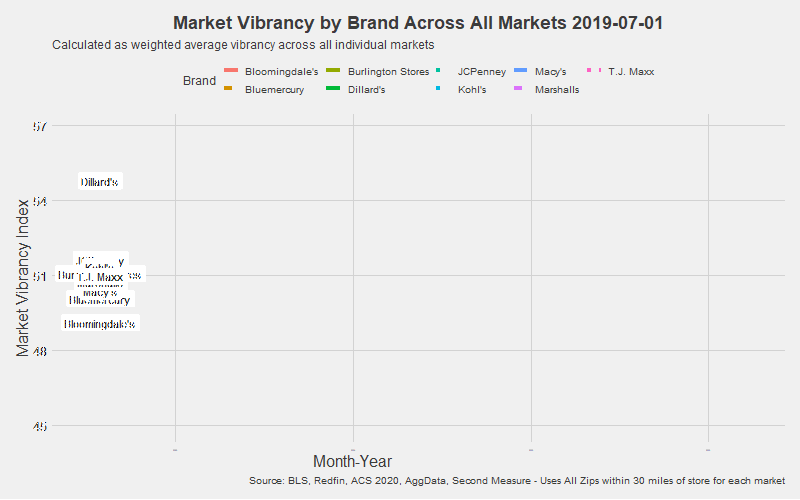 Market Vibrancy by Brand Across All Markets 2019-07-01
Calculated as weighted average vibrancy across all individual markets
Brand
Bloomingdale's Burlington Stores JCPenney Macy's T.J. Maxx
Bluemercury Dillard's Kohl's Marshalls
Market Vibrancy Index
57
54
51
48
45
Dillard's
T.J. Maxx
Macy's
Bluemercury
Bloomingdale's
Month-Year
Source: BLS, Redfin, ACS 2020, AggData, Second Measure - Uses All Zips within 30 miles of store for each market